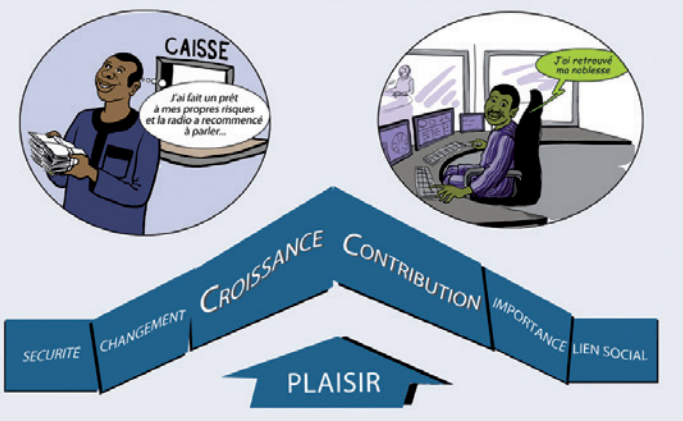 CAISSE
J'ai fait un prêt
à mes propres risques
et la radio a recommencé
à parler...
J'ai retrouvé
ma noblesse
SECURITÉ
CHANGEMENT
CROISSANCE
CONTRIBUTION
IMPORTANCE
LIEN SOCIAL
PLAISIR